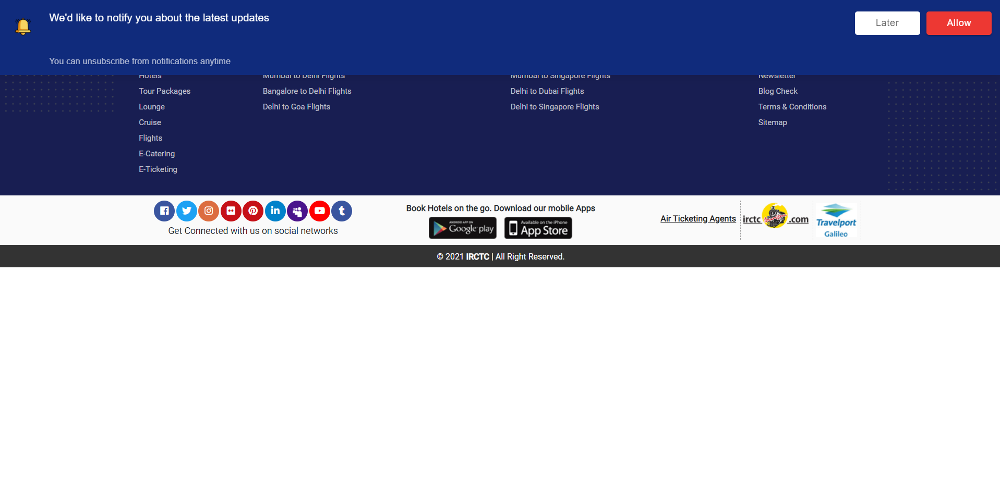 We'd like to notify you about the latest updates
Later
Allow
You can unsubscribe from notifications anytime
Hotels
Tour Packages
Lounge
Cruise
Flights
E-Catering
E-Ticketing
Mumbai to Delhi Flights
Bangalore to Delhi Flights
Delhi to Goa Flights
Mumbai to Singapore Flights
Delhi to Dubai Flights
Delhi to Singapore Flights
Newsletter
Blog Check
Terms & Conditions
Sitemap
Get Connected with us on social networks
Book Hotels on the go. Download our mobile Apps
ANDROID APP ON
Google play
Available on the iPhone
App Store
Air Ticketing Agents
irctc tourism .com
Travelport
Galileo
© 2021 IRCTC | All Right Reserved.